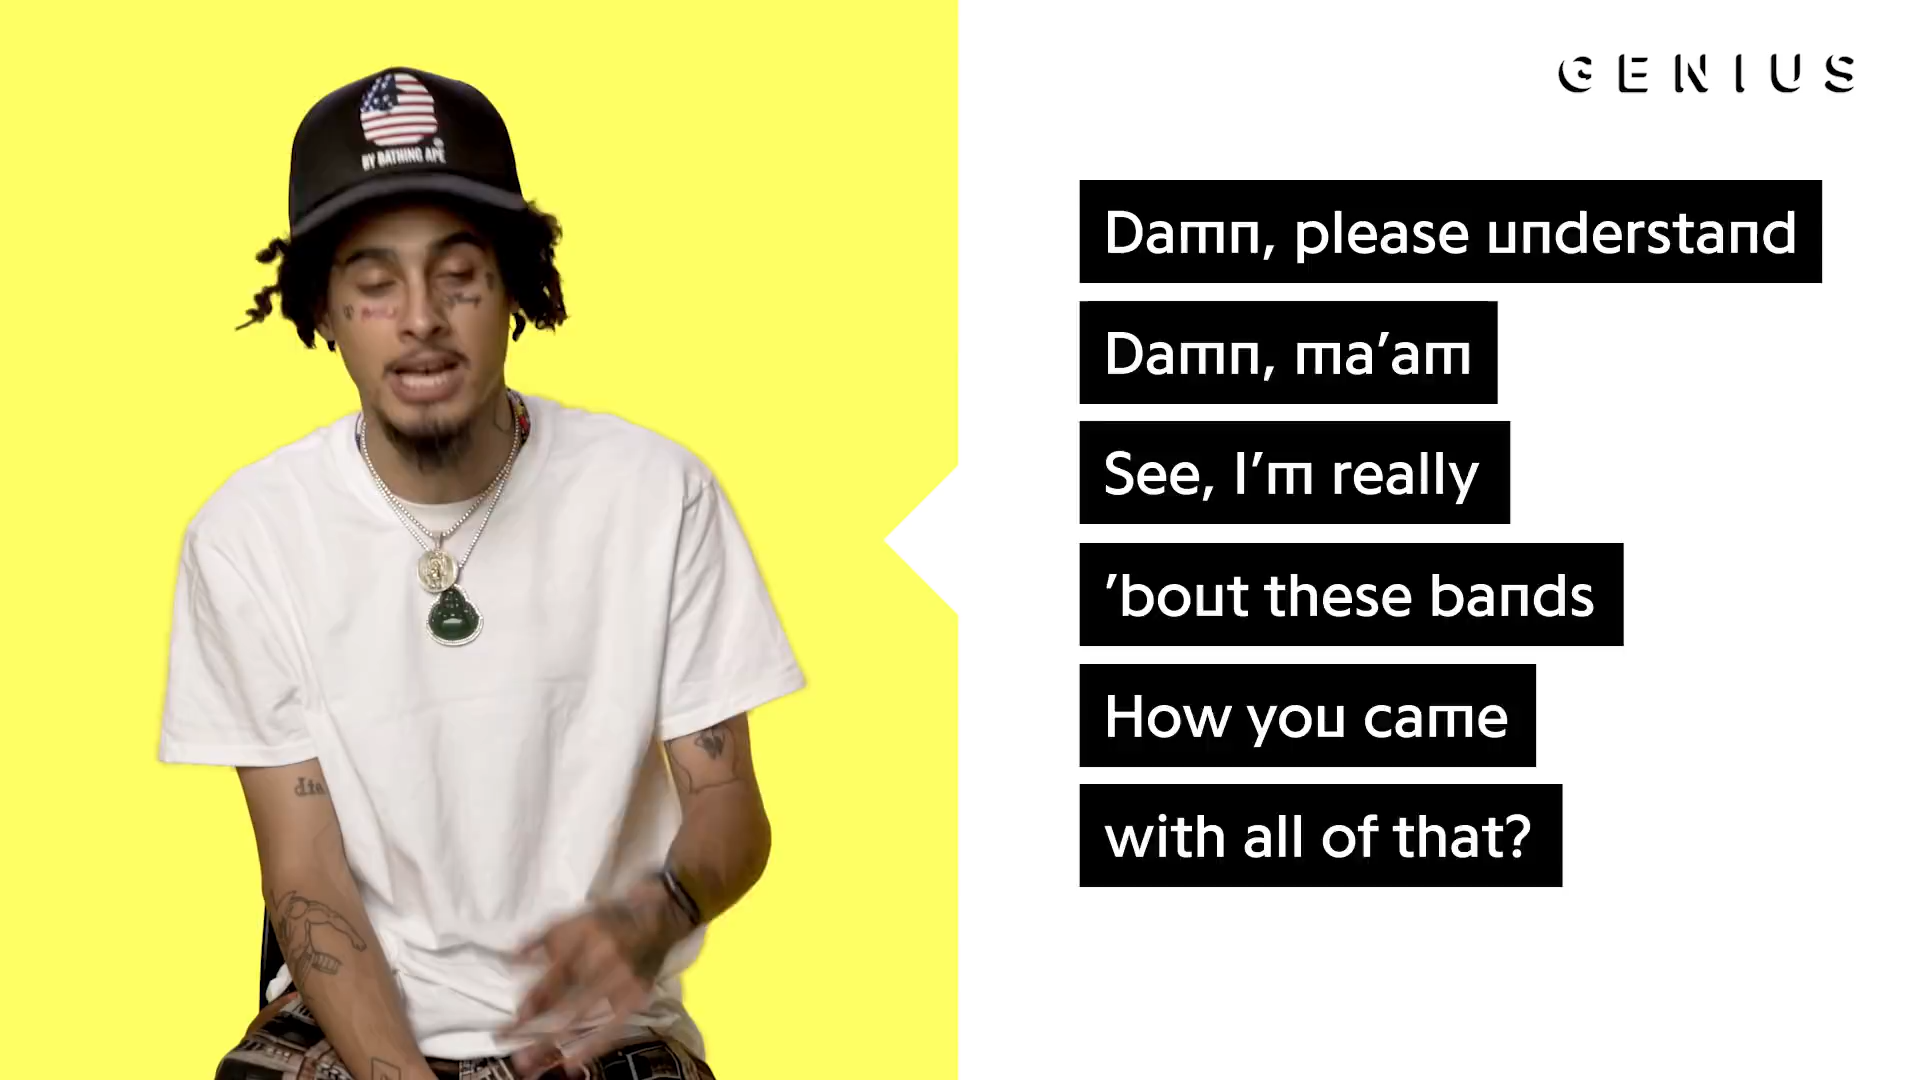 GENIUS
BY BATHING APE
Damn, please understand
Damn, ma’am
See, I’m really
’bout these bands
How you came
with all of that?